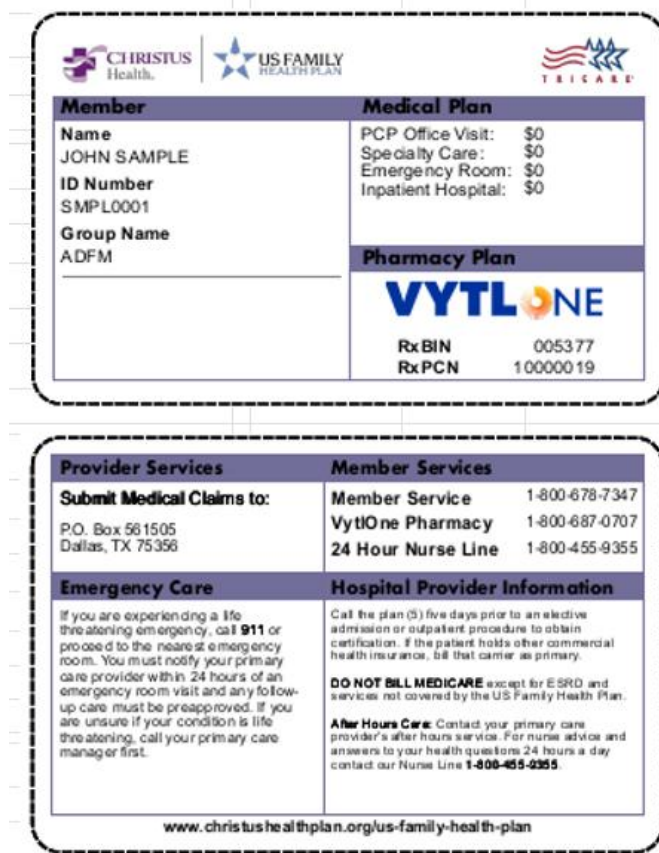 CHRISTUS
Health.
US FAMILY
HEALTH PLAN
TRICARE
Member
Name
JOHN SAMPLE
ID Number
SMPL0001
Group Name
ADFM
Medical Plan
PCP Office Visit: $0
Specialty Care: $0
Emergency Room: $0
Inpatient Hospital: $0
Pharmacy Plan
VYTLONE
RxBIN 005377
RxPCN 10000019
Provider Services
Submit Medical Claims to:
P.O. Box 561505
Dallas, TX 75356
Member Services
Member Service 1-800-678-7347
VytlOne Pharmacy 1-800-687-0707
24 Hour Nurse Line 1-800-455-9355
Emergency Care
If you are experiencing a life
threatening emergency, call 911 or
proceed to the nearest emergency
room. You must notify your primary
care provider within 24 hours of an
emergency room visit and any follow-
up care must be preapproved. If you
are unsure if your condition is life
threatening, call your primary care
manager first.
Hospital Provider Information
Call the plan (5) five days prior to an elective
admission or outpatient procedure to obtain
certification. If the patient holds other commercial
health insurance, bill that carrier as primary.
DO NOT BILL MEDICARE except for ESRD and
services not covered by the US Family Health Plan.
After Hours Care: Contact your primary care
provider's after hours service. For nurse advice and
answers to your health questions 24 hours a day
contact our Nurse Line 1-800-455-9355.
www.christushealthplan.org/us-family-health-plan